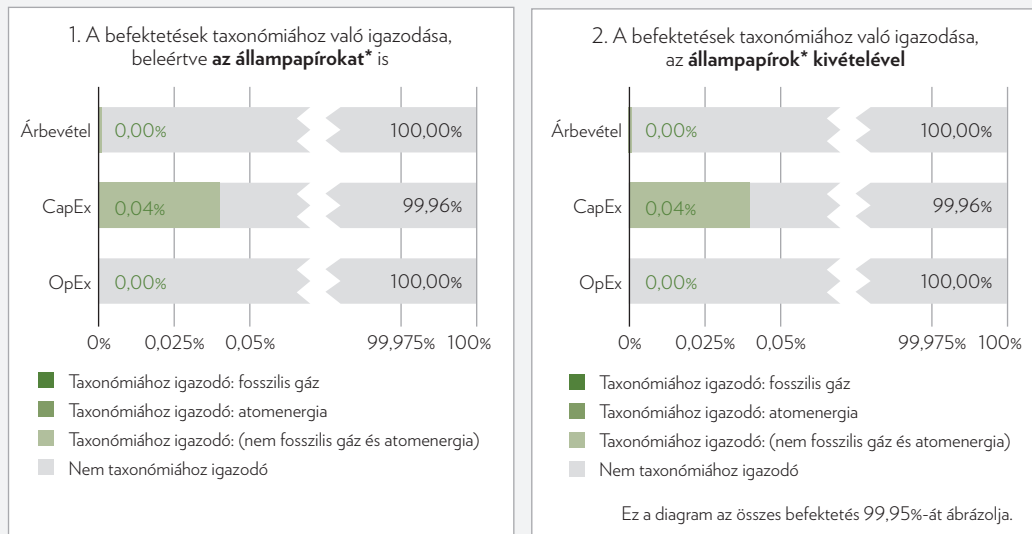 1. A befektetések taxonómiához való igazodása,
beleértve az állampapírokat* is
Árbevétel 0,00% 100,00%
CapEx 0,04% 99,96%
OpEx 0,00% 100,00%
0% 0,025% 0,05% 99,975% 100%
Taxonómiához igazodó: fosszilis gáz
Taxonómiához igazodó: atomenergia
Taxonómiához igazodó: (nem fosszilis gáz és atomenergia)
Nem taxonómiához igazodó
2. A befektetések taxonómiához való igazodása,
az állampapírok* kivételével
Árbevétel 0,00% 100,00%
CapEx 0,04% 99,96%
OpEx 0,00% 100,00%
0% 0,025% 0,05% 99,975% 100%
Taxonómiához igazodó: fosszilis gáz
Taxonómiához igazodó: atomenergia
Taxonómiához igazodó: (nem fosszilis gáz és atomenergia)
Nem taxonómiához igazodó
Ez a diagram az összes befektetés 99,95%-át ábrázolja.